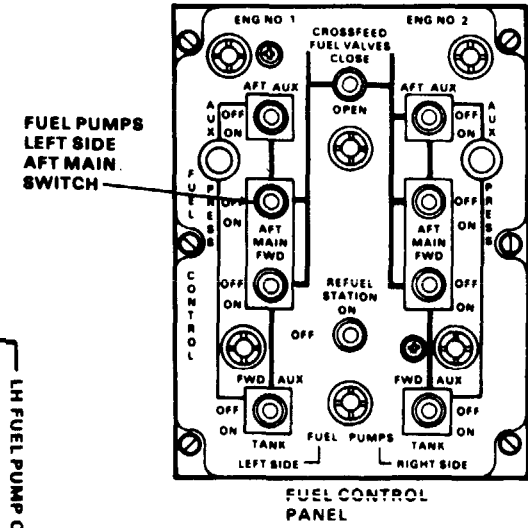 ENG NO 1
ENG NO 2
CROSSFEED
FUEL VALVES
CLOSE
OPEN
AFT AUX
AFT AUX
OFF
ON
OFF
ON
AUX
AUX
FUEL PUMPS
LEFT SIDE
AFT MAIN
SWITCH
FUEL
PRESS
PRESS
OFF
ON
AFT
MAIN
FWD
AFT
MAIN
FWD
OFF
ON
CONTROL
OFF
ON
OFF
ON
REFUEL
STATION
ON
OFF
FWD AUX
FWD AUX
OFF
ON
OFF
ON
TANK
TANK
FUEL PUMPS
LEFT SIDE
RIGHT SIDE
FUEL CONTROL
PANEL
LH FUEL PUMP